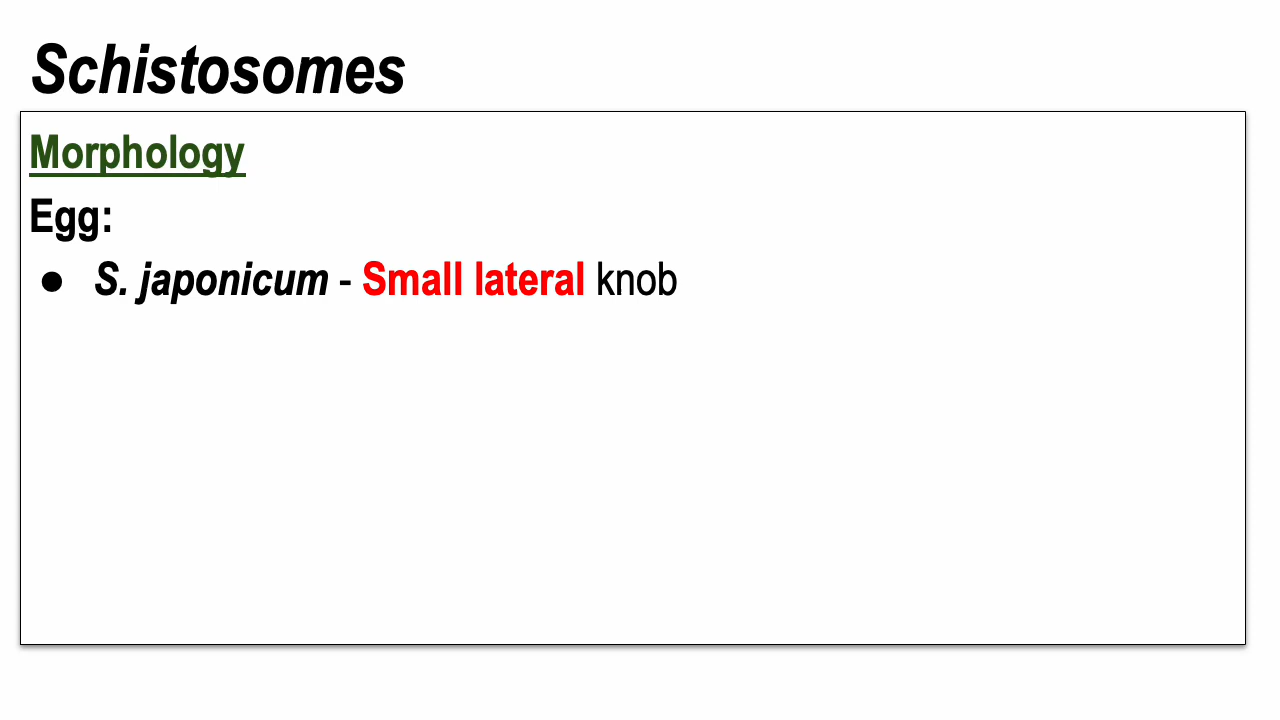 Schistosomes
Morphology
Egg:
● S. japonicum - Small lateral knob